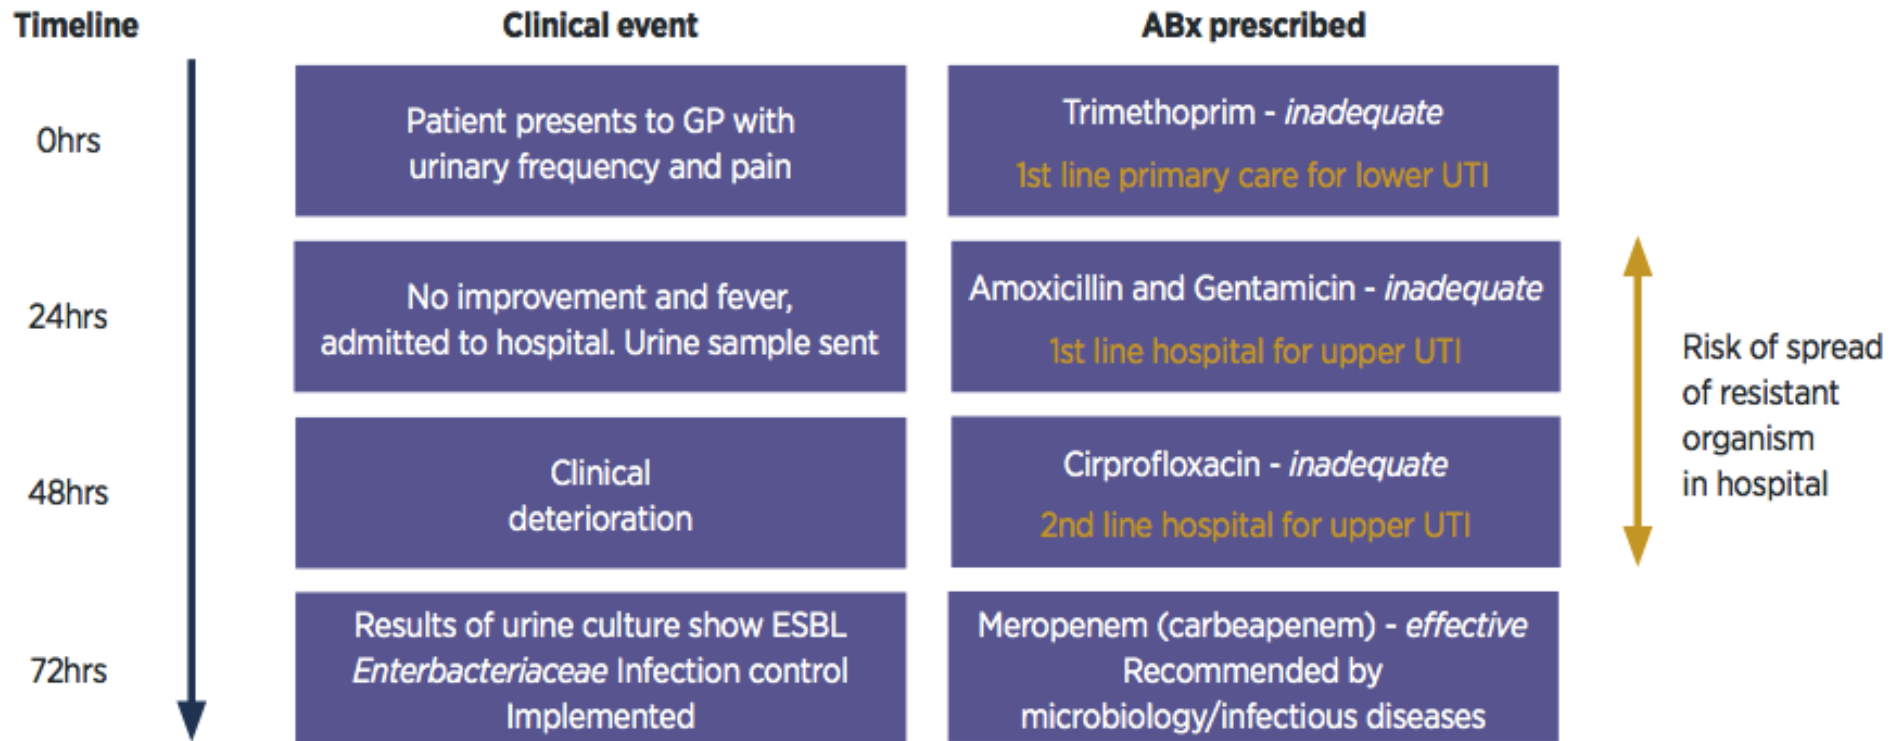 Timeline
Clinical event
ABx prescribed
0hrs
Patient presents to GP with
urinary frequency and pain
Trimethoprim - inadequate
1st line primary care for lower UTI
24hrs
No improvement and fever,
admitted to hospital. Urine sample sent
Amoxicillin and Gentamicin - inadequate
1st line hospital for upper UTI
48hrs
Clinical
deterioration
Cirprofloxacin - inadequate
2nd line hospital for upper UTI
Risk of spread
of resistant
organism
in hospital
72hrs
Results of urine culture show ESBL
Enterbacteriaceae Infection control
Implemented
Meropenem (carbeapenem) - effective
Recommended by
microbiology/infectious diseases